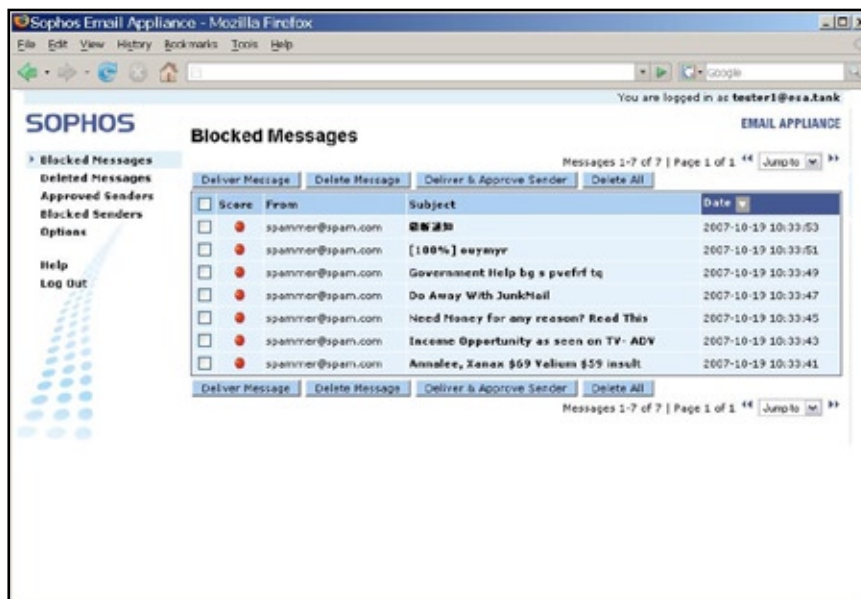 Sophos Email Appliance - Mozilla Firefox
File Edit View History Bookmarks Tools Help
Google
You are logged in as tester1@esa.tank
SOPHOS
EMAIL APPLIANCE
Blocked Messages
Blocked Messages
Deleted Messages
Approved Senders
Blocked Senders
Options
Help
Log Out
Messages 1-7 of 7 | Page 1 of 1 Jump to
Deliver Message Delete Message Deliver & Approve Sender Delete All
Score From Subject Date
spammer@spam.com 2007-10-19 10:33:53
spammer@spam.com [100%] ouymyr 2007-10-19 10:33:51
spammer@spam.com Government Help bg s pvefrf tq 2007-10-19 10:33:49
spammer@spam.com Do Away With JunkMail 2007-10-19 10:33:47
spammer@spam.com Need Money for any reason? Read This 2007-10-19 10:33:45
spammer@spam.com Income Opportunity as seen on TV- ADV 2007-10-19 10:33:43
spammer@spam.com Annalee, Xanax $69 Valium $59 insult 2007-10-19 10:33:41
Deliver Message Delete Message Deliver & Approve Sender Delete All
Messages 1-7 of 7 | Page 1 of 1 Jump to